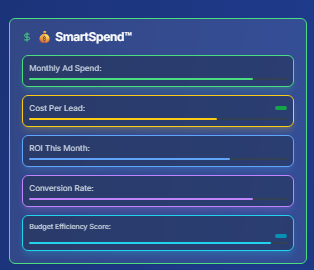 $ 💰 SmartSpend™
Monthly Ad Spend:
Cost Per Lead:
ROI This Month:
Conversion Rate:
Budget Efficiency Score: